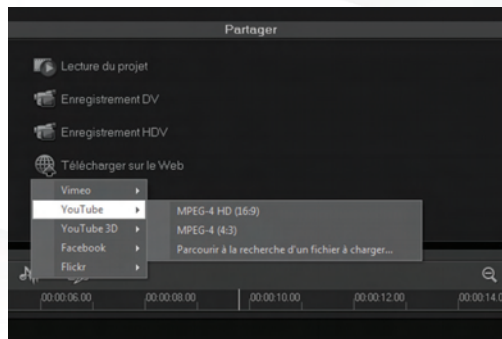 Partager
Lecture du projet
Enregistrement DV
Enregistrement HDV
Télécharger sur le Web
Vimeo
YouTube
MPEG-4 HD (16:9)
YouTube 3D
MPEG-4 (4:3)
Facebook
Parcourir à la recherche d'un fichier à charger...
Flickr
00:00:06.00 00:00:08.00 00:00:10.00 00:00:12.00 00:00:14.0